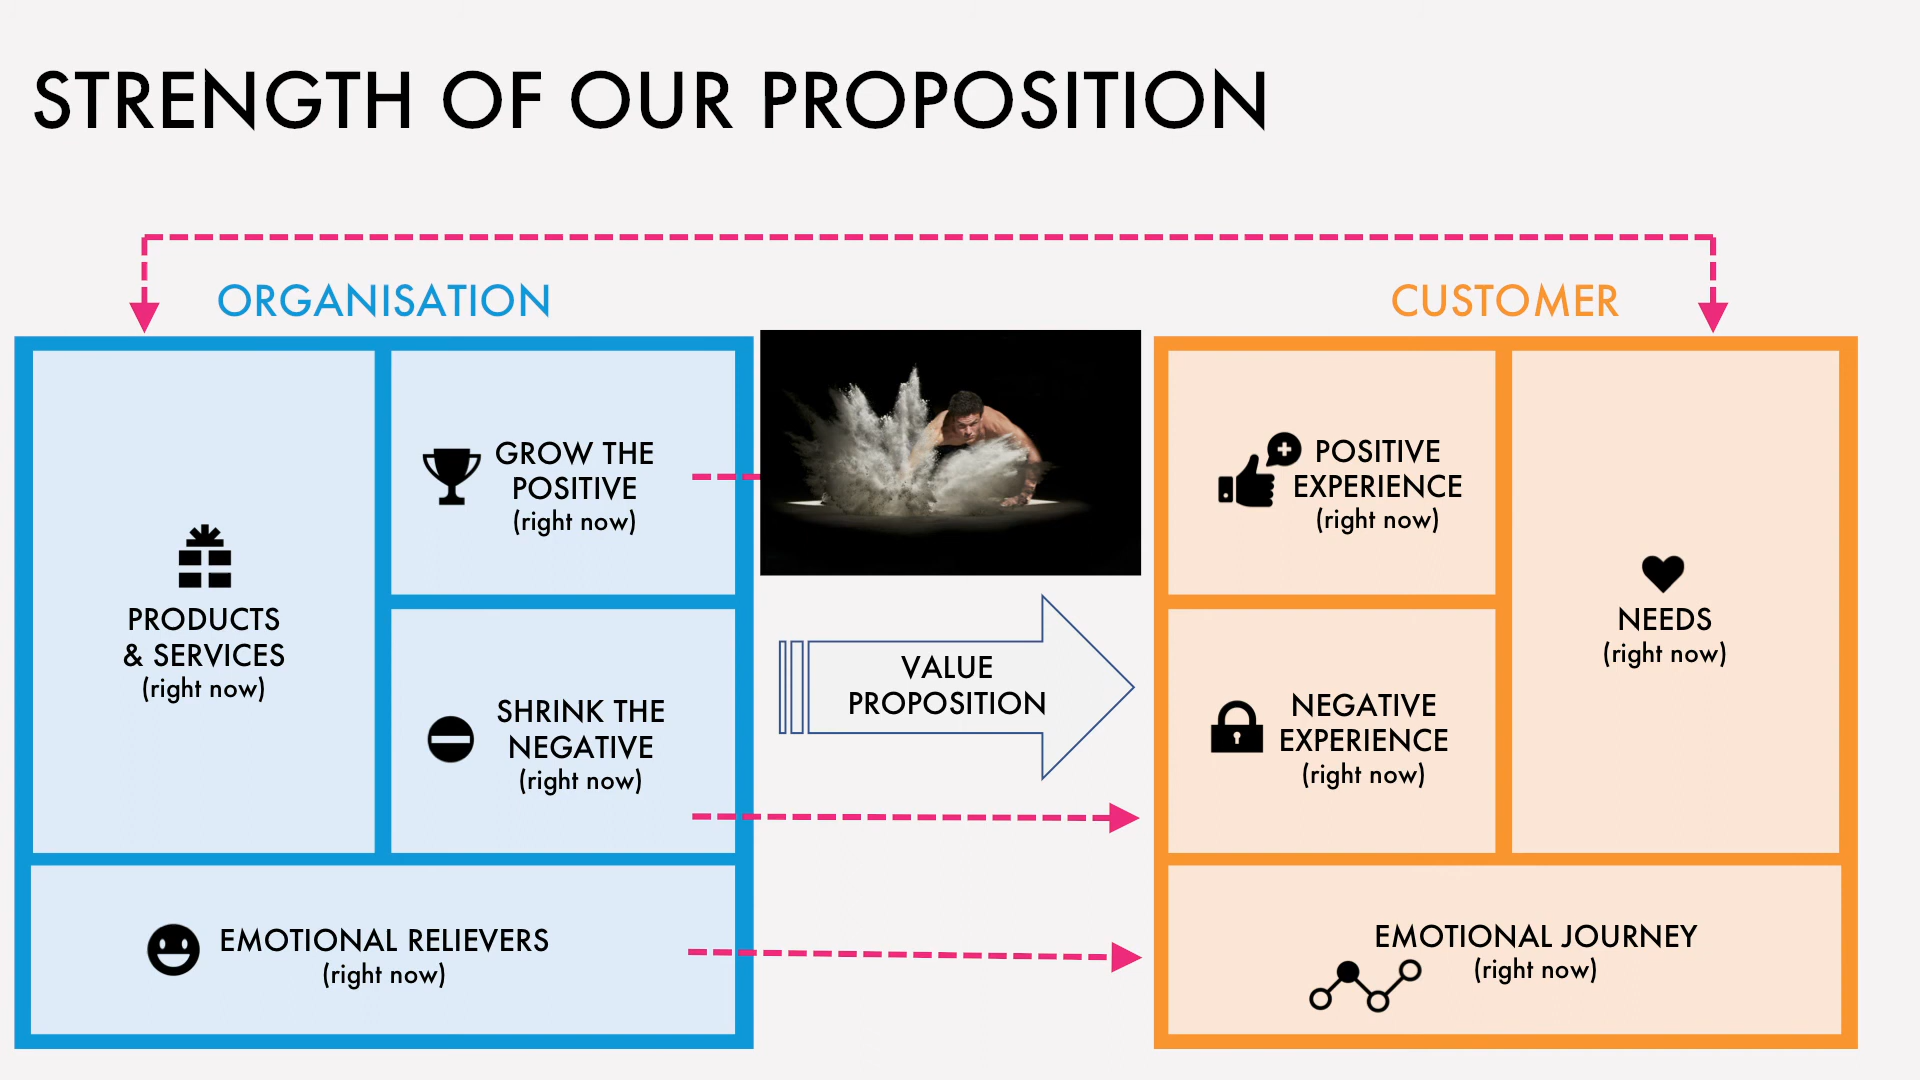 STRENGTH OF OUR PROPOSITION
ORGANISATION
CUSTOMER
PRODUCTS
& SERVICES
(right now)
GROW THE
POSITIVE
(right now)
SHRINK THE
NEGATIVE
(right now)
EMOTIONAL RELIEVERS
(right now)
VALUE
PROPOSITION
POSITIVE
EXPERIENCE
(right now)
NEGATIVE
EXPERIENCE
(right now)
NEEDS
(right now)
EMOTIONAL JOURNEY
(right now)